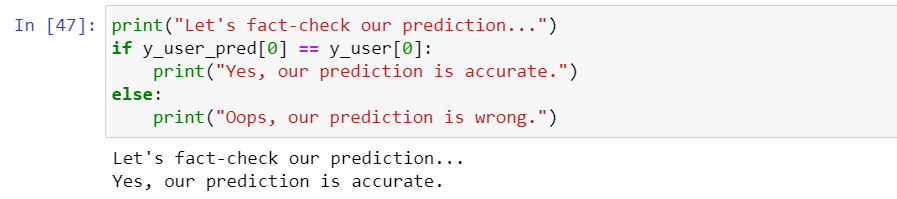 In [47]: print("Let's fact-check our prediction...")
if y_user_pred[0] == y_user[0]:
    print("Yes, our prediction is accurate.")
else:
    print("Oops, our prediction is wrong.")
Let's fact-check our prediction...
Yes, our prediction is accurate.